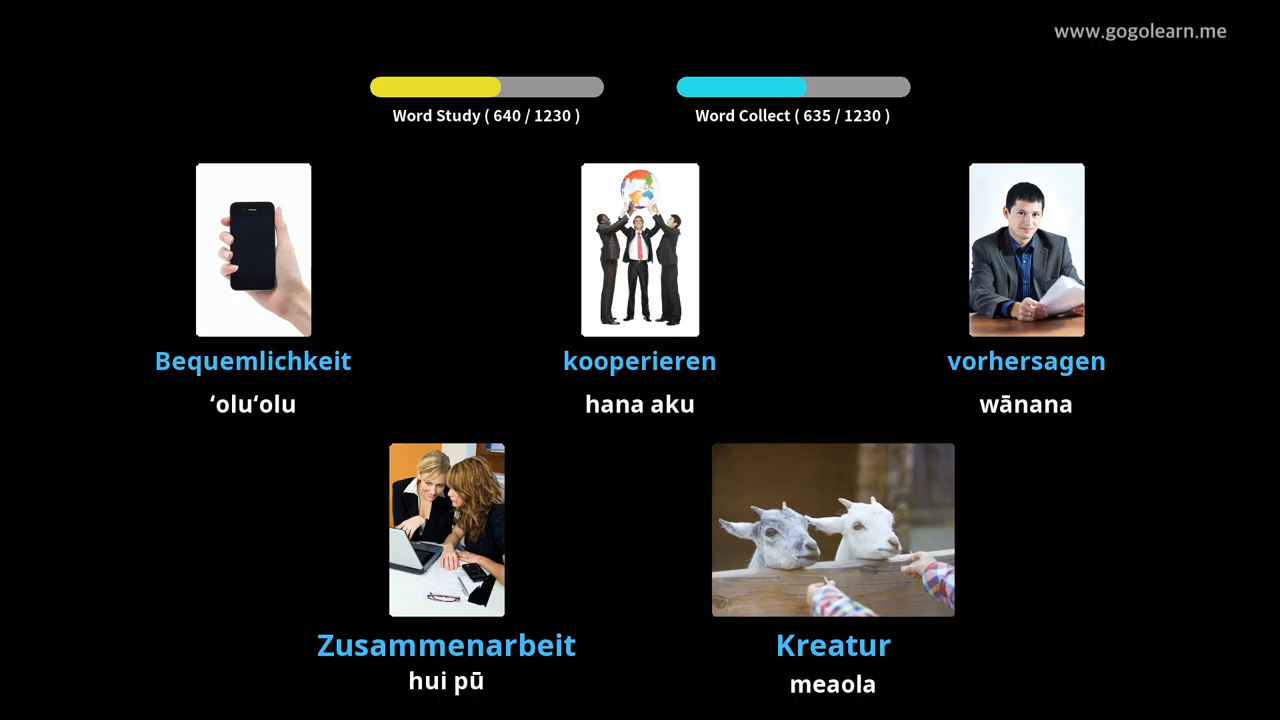 www.gogolearn.me
Word Study ( 640 / 1230 )
Word Collect ( 635 / 1230 )
Bequemlichkeit
kooperieren
vorhersagen
ʻoluʻolu
hana aku
wānana
Zusammenarbeit
Kreatur
hui pū
meaola